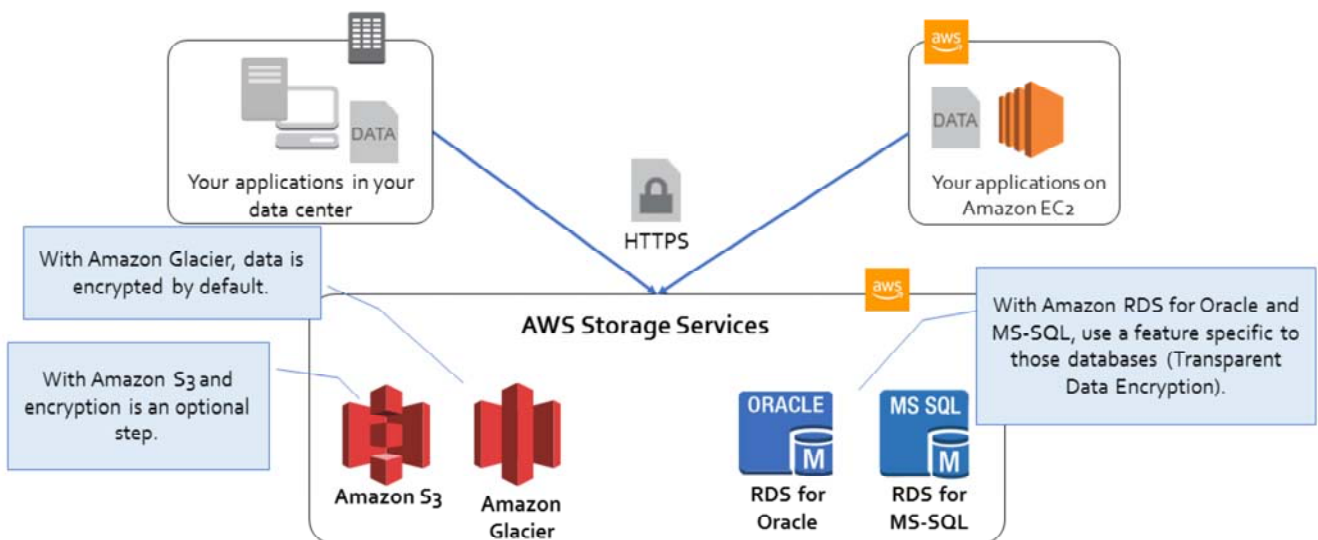 aws
DATA
Your applications in your
data center
DATA
Your applications on
Amazon EC2
HTTPS
With Amazon Glacier, data is
encrypted by default.
aws
AWS Storage Services
With Amazon RDS for Oracle and
MS-SQL, use a feature specific to
those databases (Transparent
Data Encryption).
With Amazon S3 and
encryption is an optional
step.
ORACLE
M
MS SQL
M
Amazon S3
Amazon
Glacier
RDS for
Oracle
RDS for
MS-SQL